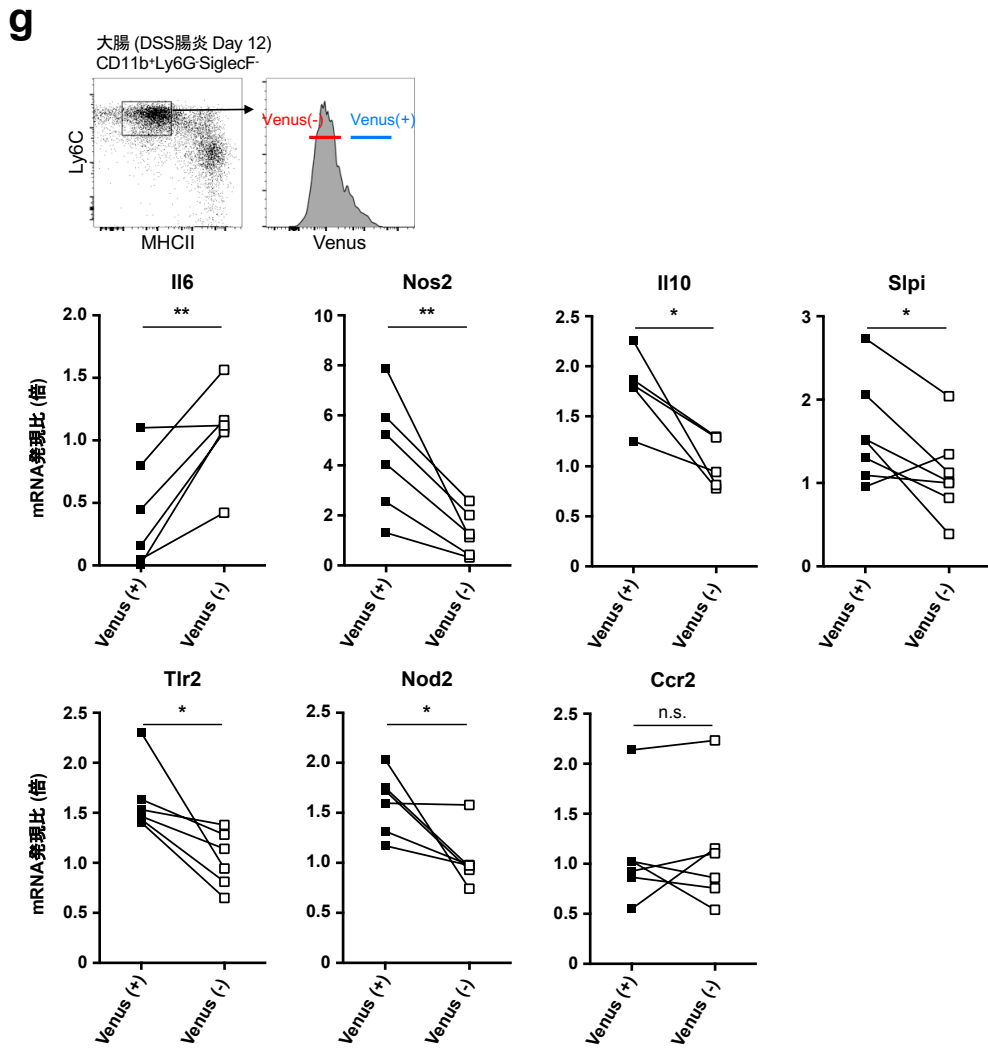 g
大腸 (DSS腸炎 Day 12)
CD11b⁺Ly6G⁻SiglecF⁻
Ly6C
MHCII
Venus(-)
Venus(+)
Venus
Il6
mRNA発現比 (倍)
2.0
1.5
1.0
0.5
0
**
Venus (+)
Venus (-)
Nos2
10
8
6
4
2
0
**
Venus (+)
Venus (-)
Il10
2.5
2.0
1.5
1.0
0.5
0
*
Venus (+)
Venus (-)
Slpi
3
2
1
0
*
Venus (+)
Venus (-)
Tlr2
mRNA発現比 (倍)
2.5
2.0
1.5
1.0
0.5
0
*
Venus (+)
Venus (-)
Nod2
2.5
2.0
1.5
1.0
0.5
0
*
Venus (+)
Venus (-)
Ccr2
2.5
2.0
1.5
1.0
0.5
0
n.s.
Venus (+)
Venus (-)